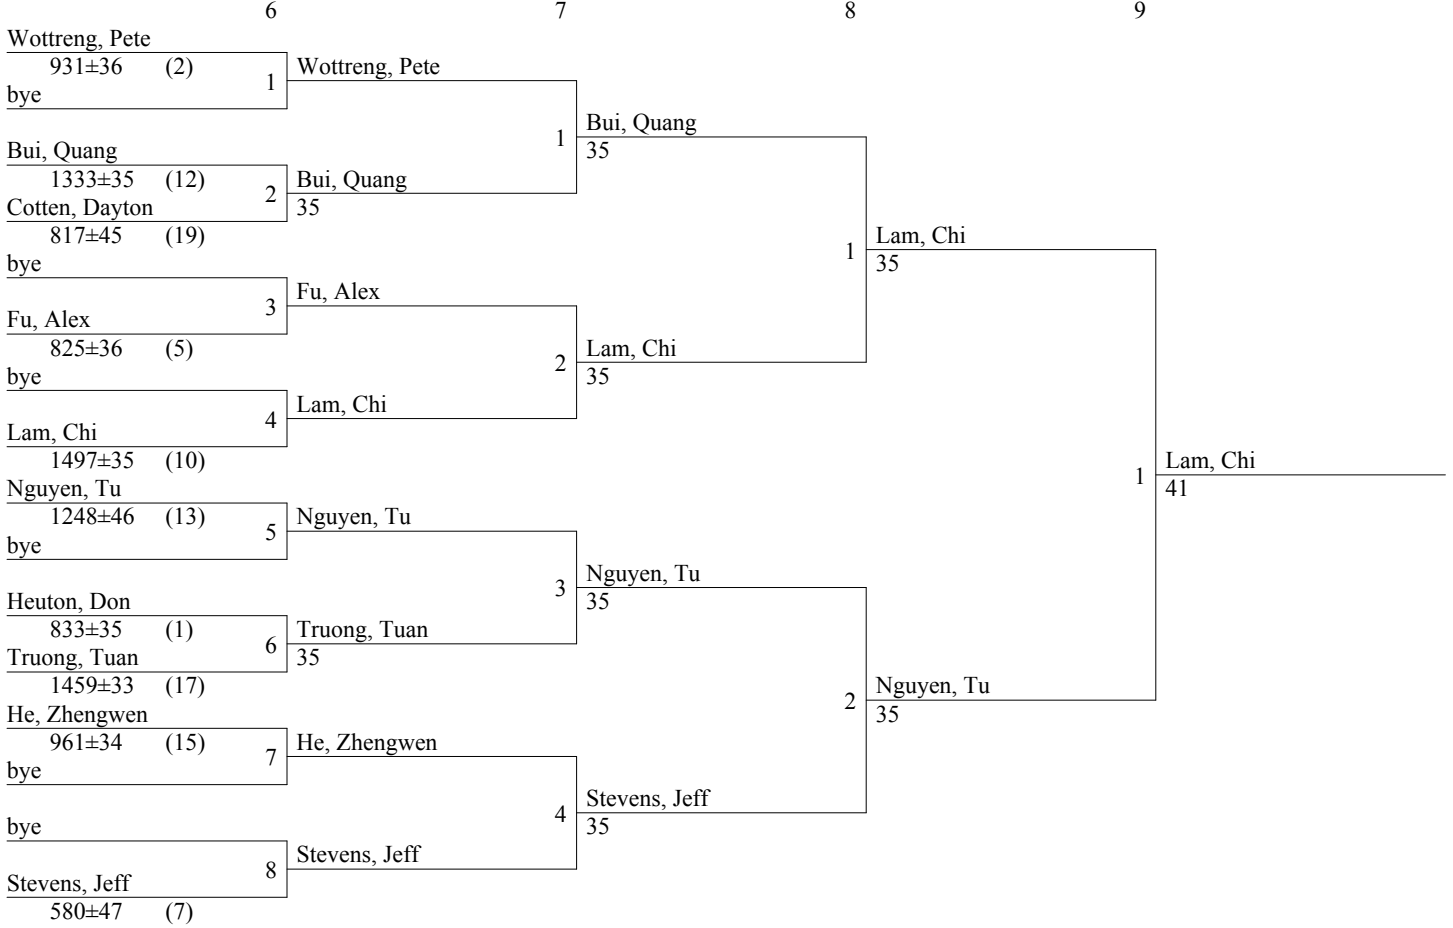 6 7 8 9
Wottreng, Pete
931±36 (2)
bye
1
Bui, Quang
1333±35 (12)
Cotten, Dayton
817±45 (19)
2
bye
Fu, Alex
825±36 (5)
3
bye
Lam, Chi
1497±35 (10)
4
Nguyen, Tu
1248±46 (13)
bye
5
Heuton, Don
833±35 (1)
Truong, Tuan
1459±33 (17)
6
He, Zhengwen
961±34 (15)
bye
7
bye
Stevens, Jeff
580±47 (7)
8
Wottreng, Pete
Bui, Quang
35
1
Fu, Alex
Lam, Chi
2
Nguyen, Tu
Truong, Tuan
35
3
He, Zhengwen
Stevens, Jeff
4
Bui, Quang
35
Lam, Chi
35
1
Nguyen, Tu
35
Stevens, Jeff
35
2
Lam, Chi
35
Nguyen, Tu
35
1
Lam, Chi
41